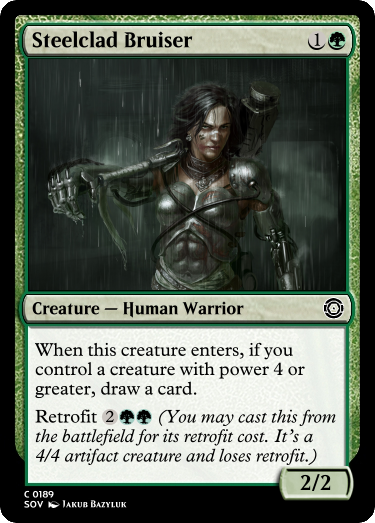 Steelclad Bruiser 1
Creature — Human Warrior
When this creature enters, if you
control a creature with power 4 or
greater, draw a card.
Retrofit 2 (You may cast this from
the battlefield for its retrofit cost. It's a
4/4 artifact creature and loses retrofit.)
2/2
C 0189
SOV Jakub Bazyluk